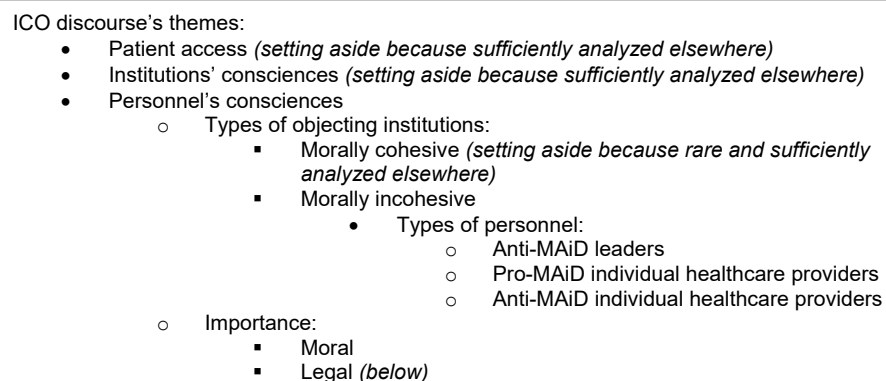 ICO discourse’s themes:
• Patient access (setting aside because sufficiently analyzed elsewhere)
• Institutions’ consciences (setting aside because sufficiently analyzed elsewhere)
• Personnel’s consciences
o Types of objecting institutions:
▪ Morally cohesive (setting aside because rare and sufficiently
analyzed elsewhere)
▪ Morally incohesive
• Types of personnel:
o Anti-MAiD leaders
o Pro-MAiD individual healthcare providers
o Anti-MAiD individual healthcare providers
o Importance:
▪ Moral
▪ Legal (below)